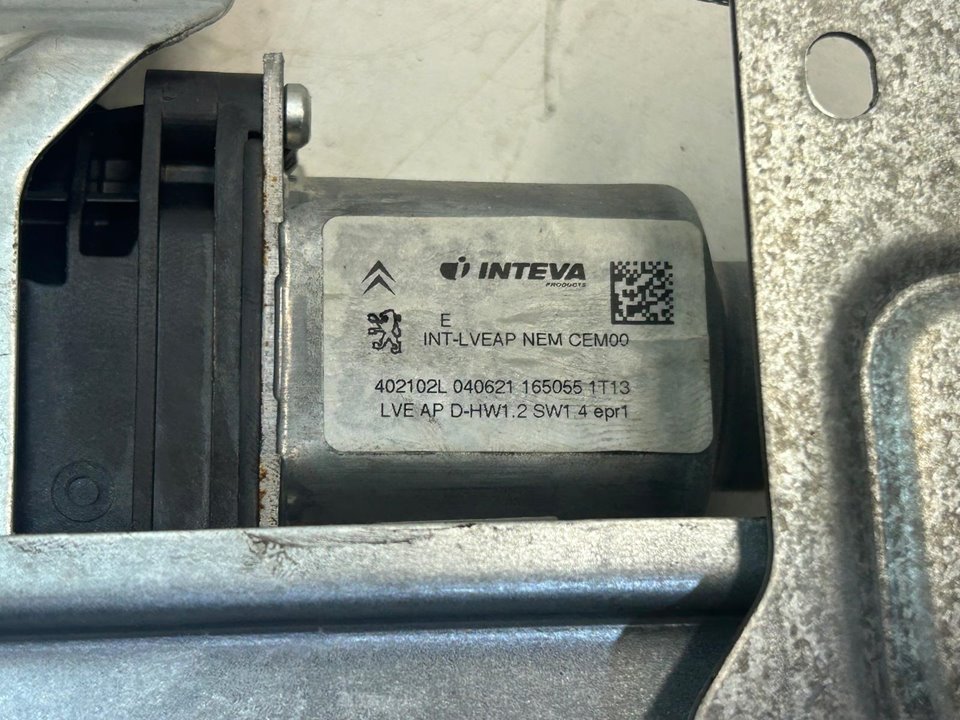 INTEVA
PRODUCTS
E
INT-LVEAP NEM CEM00
402102L 040621 165055 1T13
LVE AP D-HW1.2 SW1.4 epr1